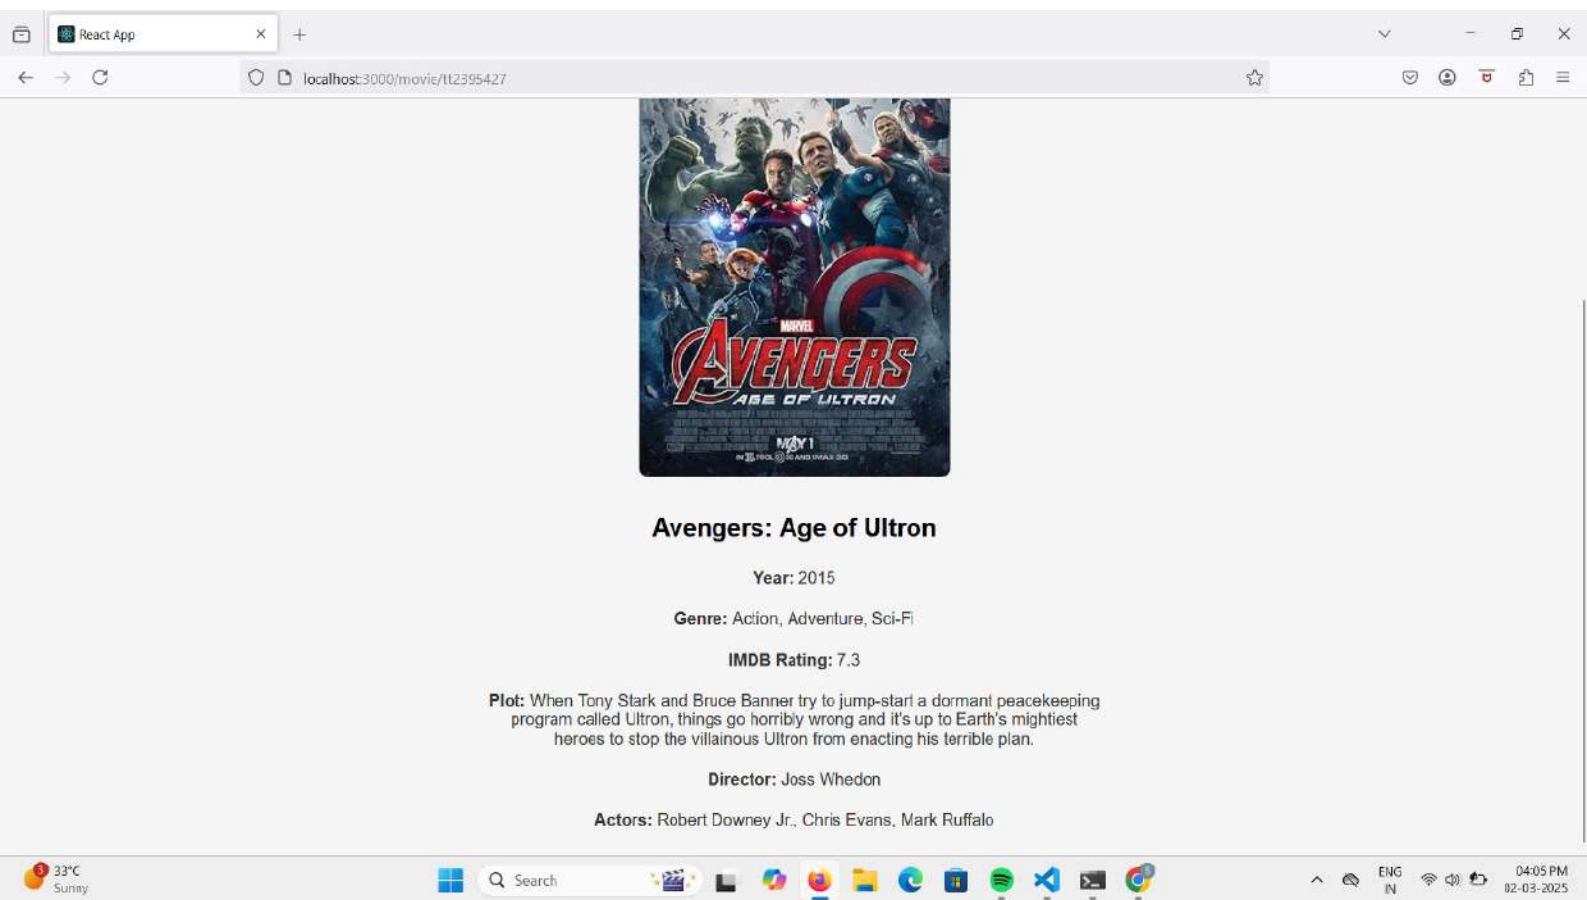 React App
localhost:3000/movie/tt2395427
MARVEL
AVENGERS
AGE OF ULTRON
MAY 1
Avengers: Age of Ultron
Year: 2015
Genre: Action, Adventure, Sci-Fi
IMDB Rating: 7.3
Plot: When Tony Stark and Bruce Banner try to jump-start a dormant peacekeeping
program called Ultron, things go horribly wrong and it's up to Earth's mightiest
heroes to stop the villainous Ultron from enacting his terrible plan.
Director: Joss Whedon
Actors: Robert Downey Jr., Chris Evans, Mark Ruffalo
3
33°C
Sunny
Search
ENG
IN
04:05 PM
02-03-2025